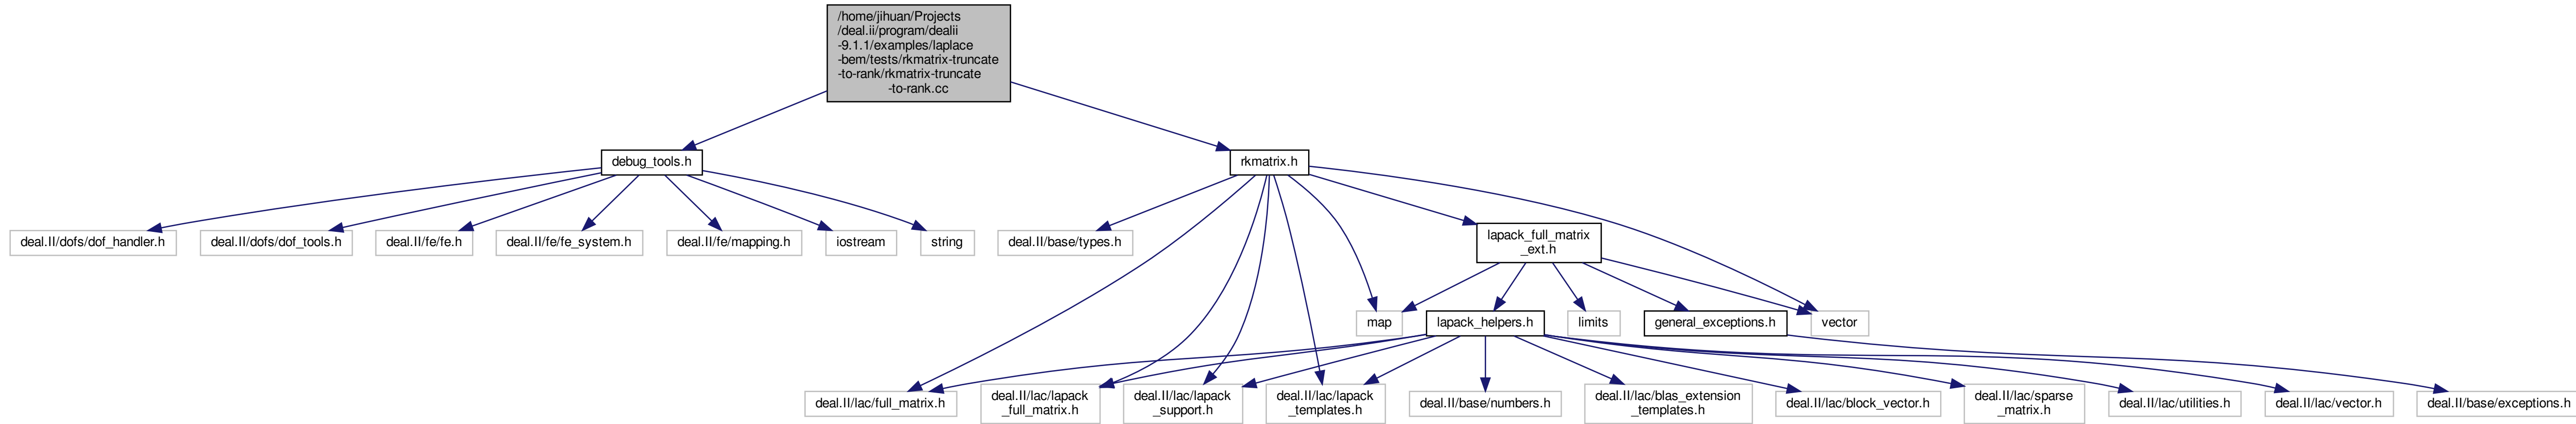 /home/jihuan/Projects
/deal.ii/program/dealii
-9.1.1/examples/laplace
-bem/tests/rkmatrix-truncate
-to-rank/rkmatrix-truncate
-to-rank.cc
debug_tools.h
rkmatrix.h
deal.II/dofs/dof_handler.h
deal.II/dofs/dof_tools.h
deal.II/fe/fe.h
deal.II/fe/fe_system.h
deal.II/fe/mapping.h
iostream
string
deal.II/base/types.h
lapack_full_matrix
_ext.h
map
lapack_helpers.h
limits
general_exceptions.h
vector
deal.II/lac/full_matrix.h
deal.II/lac/lapack
_full_matrix.h
deal.II/lac/lapack
_support.h
deal.II/lac/lapack
_templates.h
deal.II/base/numbers.h
deal.II/lac/blas_extension
_templates.h
deal.II/lac/block_vector.h
deal.II/lac/sparse
_matrix.h
deal.II/lac/utilities.h
deal.II/lac/vector.h
deal.II/base/exceptions.h